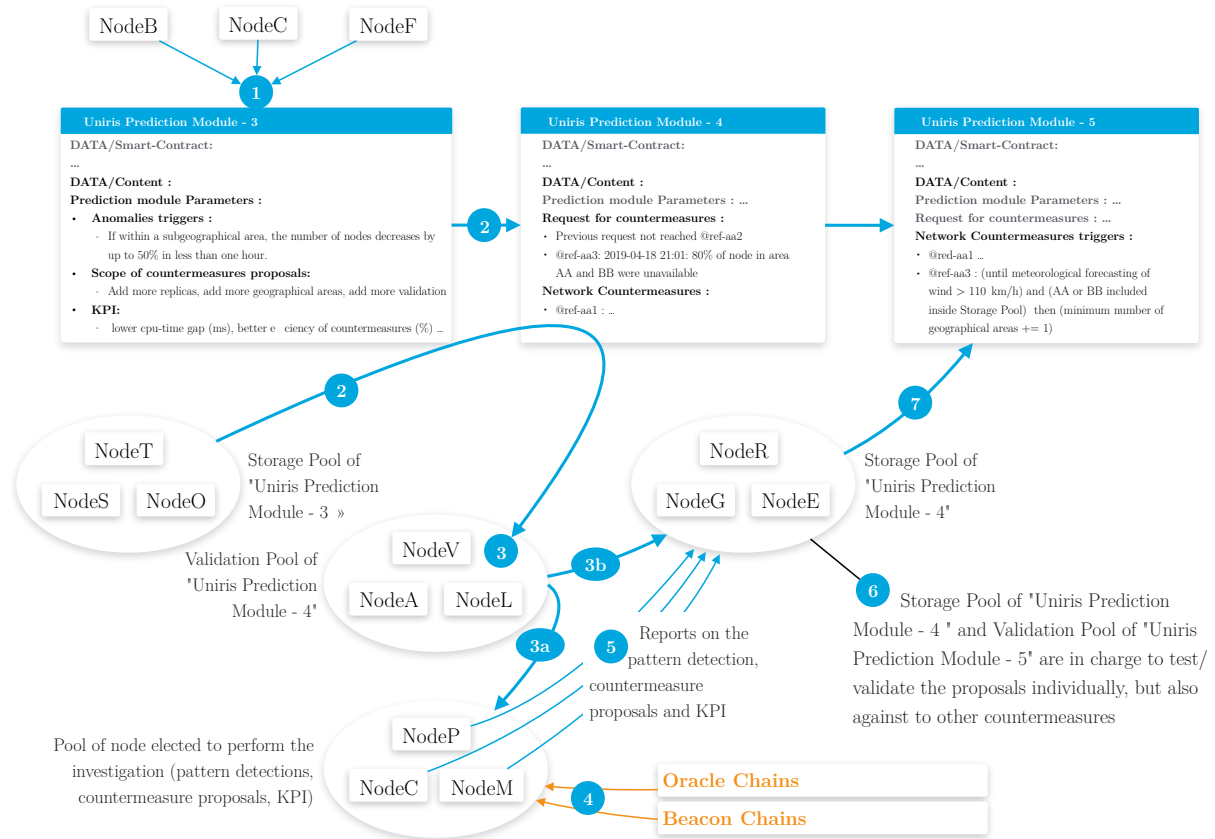 NodeB
NodeC
NodeF
1
Uniris Prediction Module - 3
DATA/Smart-Contract:
...
DATA/Content :
Prediction module Parameters :
• Anomalies triggers :
- If within a subgeographical area, the number of nodes decreases by
up to 50% in less than one hour.
• Scope of countermeasures proposals:
- Add more replicas, add more geographical areas, add more validation
• KPI:
- lower cpu-time gap (ms), better e ciency of countermeasures (%) ...
2
Uniris Prediction Module - 4
DATA/Smart-Contract:
...
DATA/Content :
Prediction module Parameters : ...
Request for countermeasures :
• Previous request not reached @ref-aa2
• @ref-aa3: 2019-04-18 21:01: 80% of node in area
AA and BB were unavailable
Network Countermeasures :
• @ref-aa1 : ...
Uniris Prediction Module - 5
DATA/Smart-Contract:
...
DATA/Content :
Prediction module Parameters : ...
Request for countermeasures : ...
Network Countermeasures triggers :
• @red-aa1 ...
• @ref-aa3 : (until meteorological forecasting of
wind > 110 km/h) and (AA or BB included
inside Storage Pool) then (minimum number of
geographical areas += 1)
2
7
NodeT
NodeS
NodeO
Storage Pool of
"Uniris Prediction
Module - 3 »
NodeR
NodeG
NodeE
Storage Pool of
"Uniris Prediction
Module - 4"
Validation Pool of
"Uniris Prediction
Module - 4"
NodeV
3
NodeA
NodeL
3b
3a
6
Storage Pool of "Uniris Prediction
Module - 4 " and Validation Pool of "Uniris
Prediction Module - 5" are in charge to test/
validate the proposals individually, but also
against to other countermeasures
5
Reports on the
pattern detection,
countermeasure
proposals and KPI
Pool of node elected to perform the
investigation (pattern detections,
countermeasure proposals, KPI)
NodeP
NodeC
NodeM
4
Oracle Chains
Beacon Chains